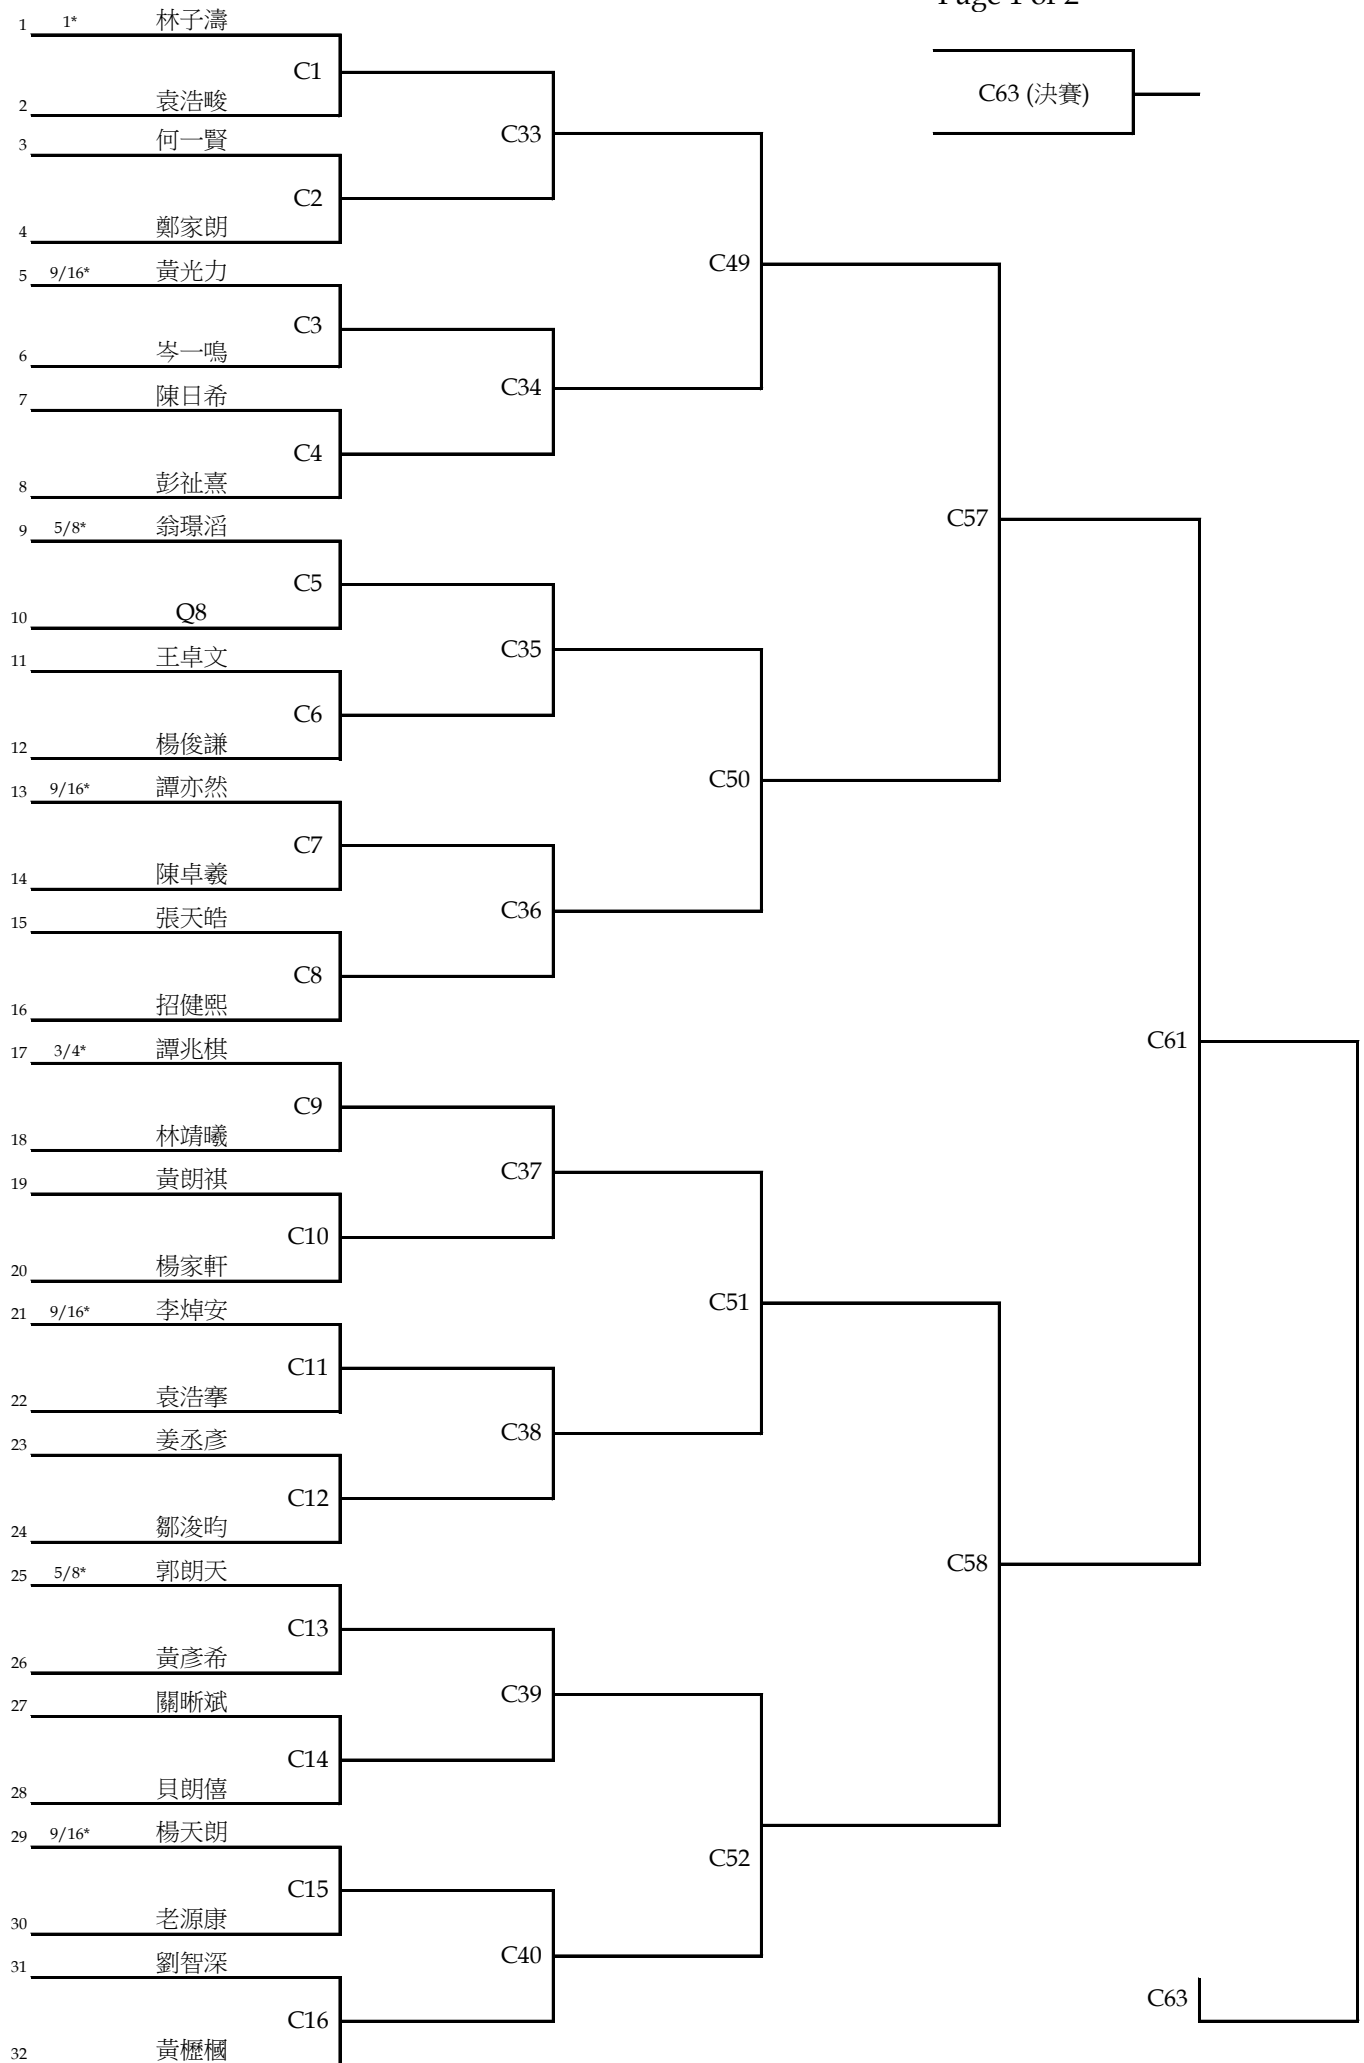 Page 1 of 2
1 1* 林子濤
C1
2 袁浩畯
3 何一賢
C2
4 鄭家朗
5 9/16* 黃光力
C3
6 岑一鳴
7 陳日希
C4
8 彭祉熹
9 5/8* 翁璟滔
C5
10 Q8
11 王卓文
C6
12 楊俊謙
13 9/16* 譚亦然
C7
14 陳卓羲
15 張天皓
C8
16 招健熙
17 3/4* 譚兆棋
C9
18 林靖曦
19 黃朗祺
C10
20 楊家軒
21 9/16* 李焯安
C11
22 袁浩搴
23 姜丞彥
C12
24 鄒浚昀
25 5/8* 郭朗天
C13
26 黃彥希
27 關晰斌
C14
28 貝朗僖
29 9/16* 楊天朗
C15
30 老源康
31 劉智深
C16
32 黃櫪槶
C33
C34
C35
C36
C37
C38
C39
C40
C49
C50
C51
C52
C57
C58
C61
C63
C63 (決賽)